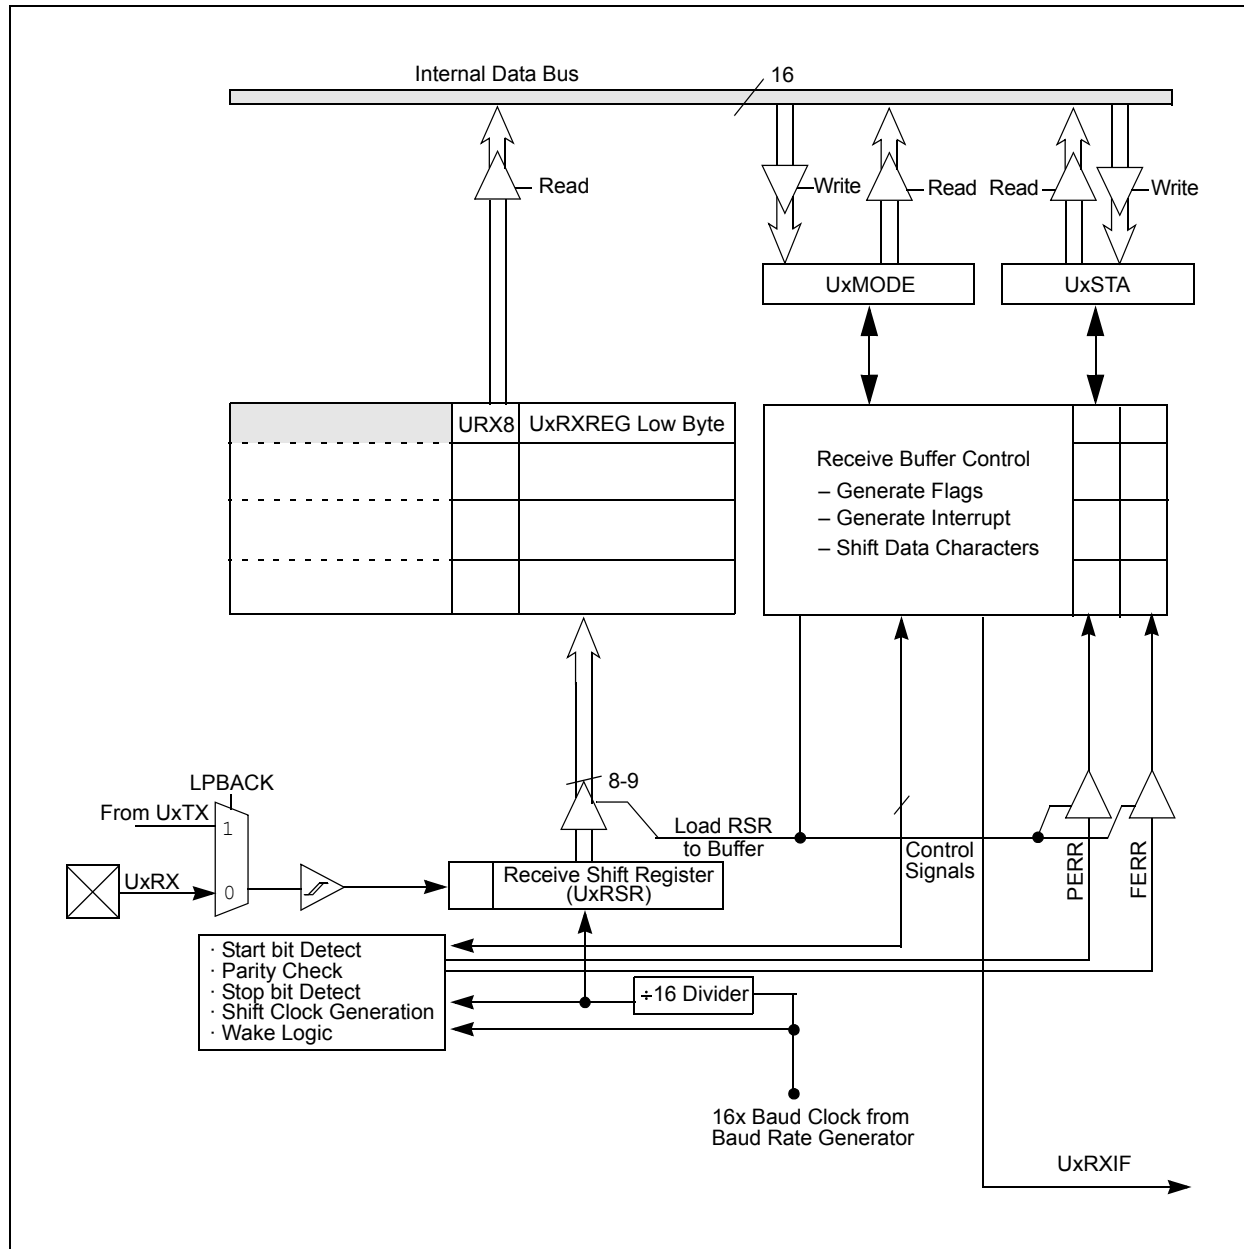 Internal Data Bus
16
Read
Write
Read
Read
Write
UxMODE
UxSTA
URX8
UxRXREG Low Byte
Receive Buffer Control
– Generate Flags
– Generate Interrupt
– Shift Data Characters
LPBACK
8-9
From UxTX
1
Load RSR
to Buffer
Control
Signals
PERR
FERR
UxRX
0
Receive Shift Register
(UxRSR)
· Start bit Detect
· Parity Check
· Stop bit Detect
· Shift Clock Generation
· Wake Logic
÷16 Divider
16x Baud Clock from
Baud Rate Generator
UxRXIF